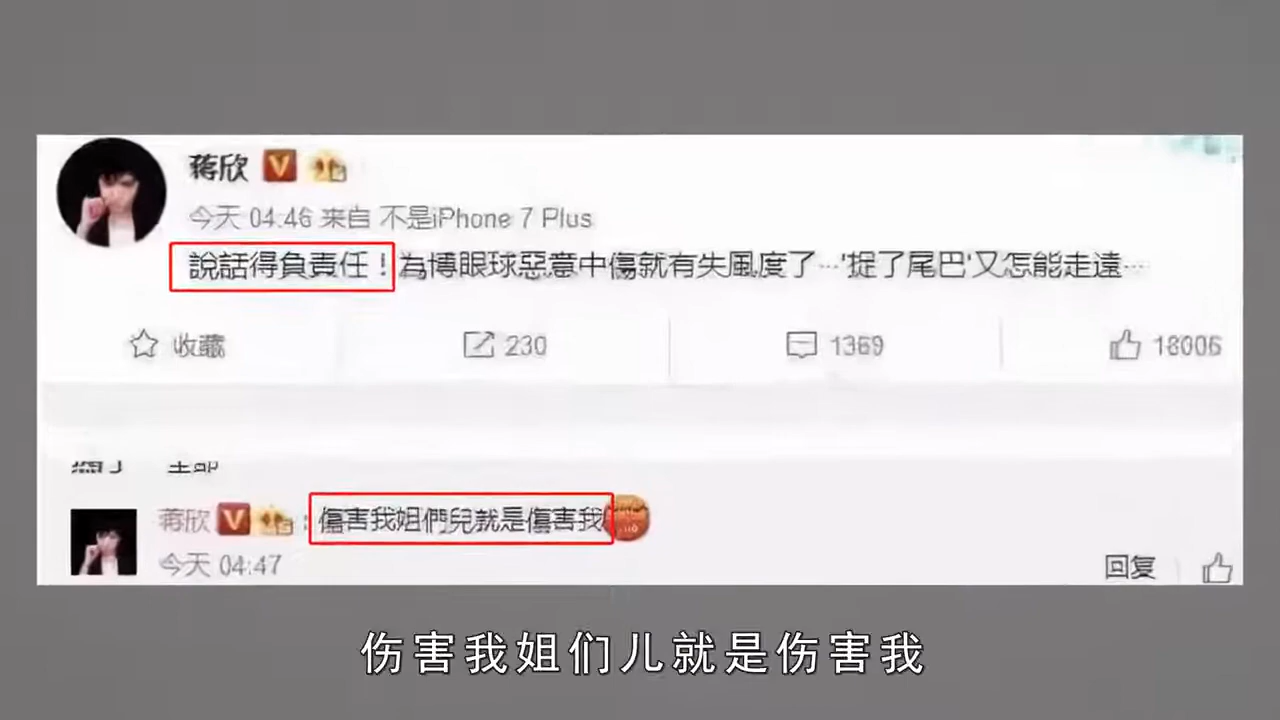 蒋欣
今天 04:46 来自 不是iPhone 7 Plus
說話得負責任！為博眼球惡意中傷就有失風度了…'捉了尾巴'又怎能走遠…
收藏 230 1369 18006
蒋欣 : 傷害我姐們兒就是傷害我
今天 04:47 回复
伤害我姐们儿就是伤害我